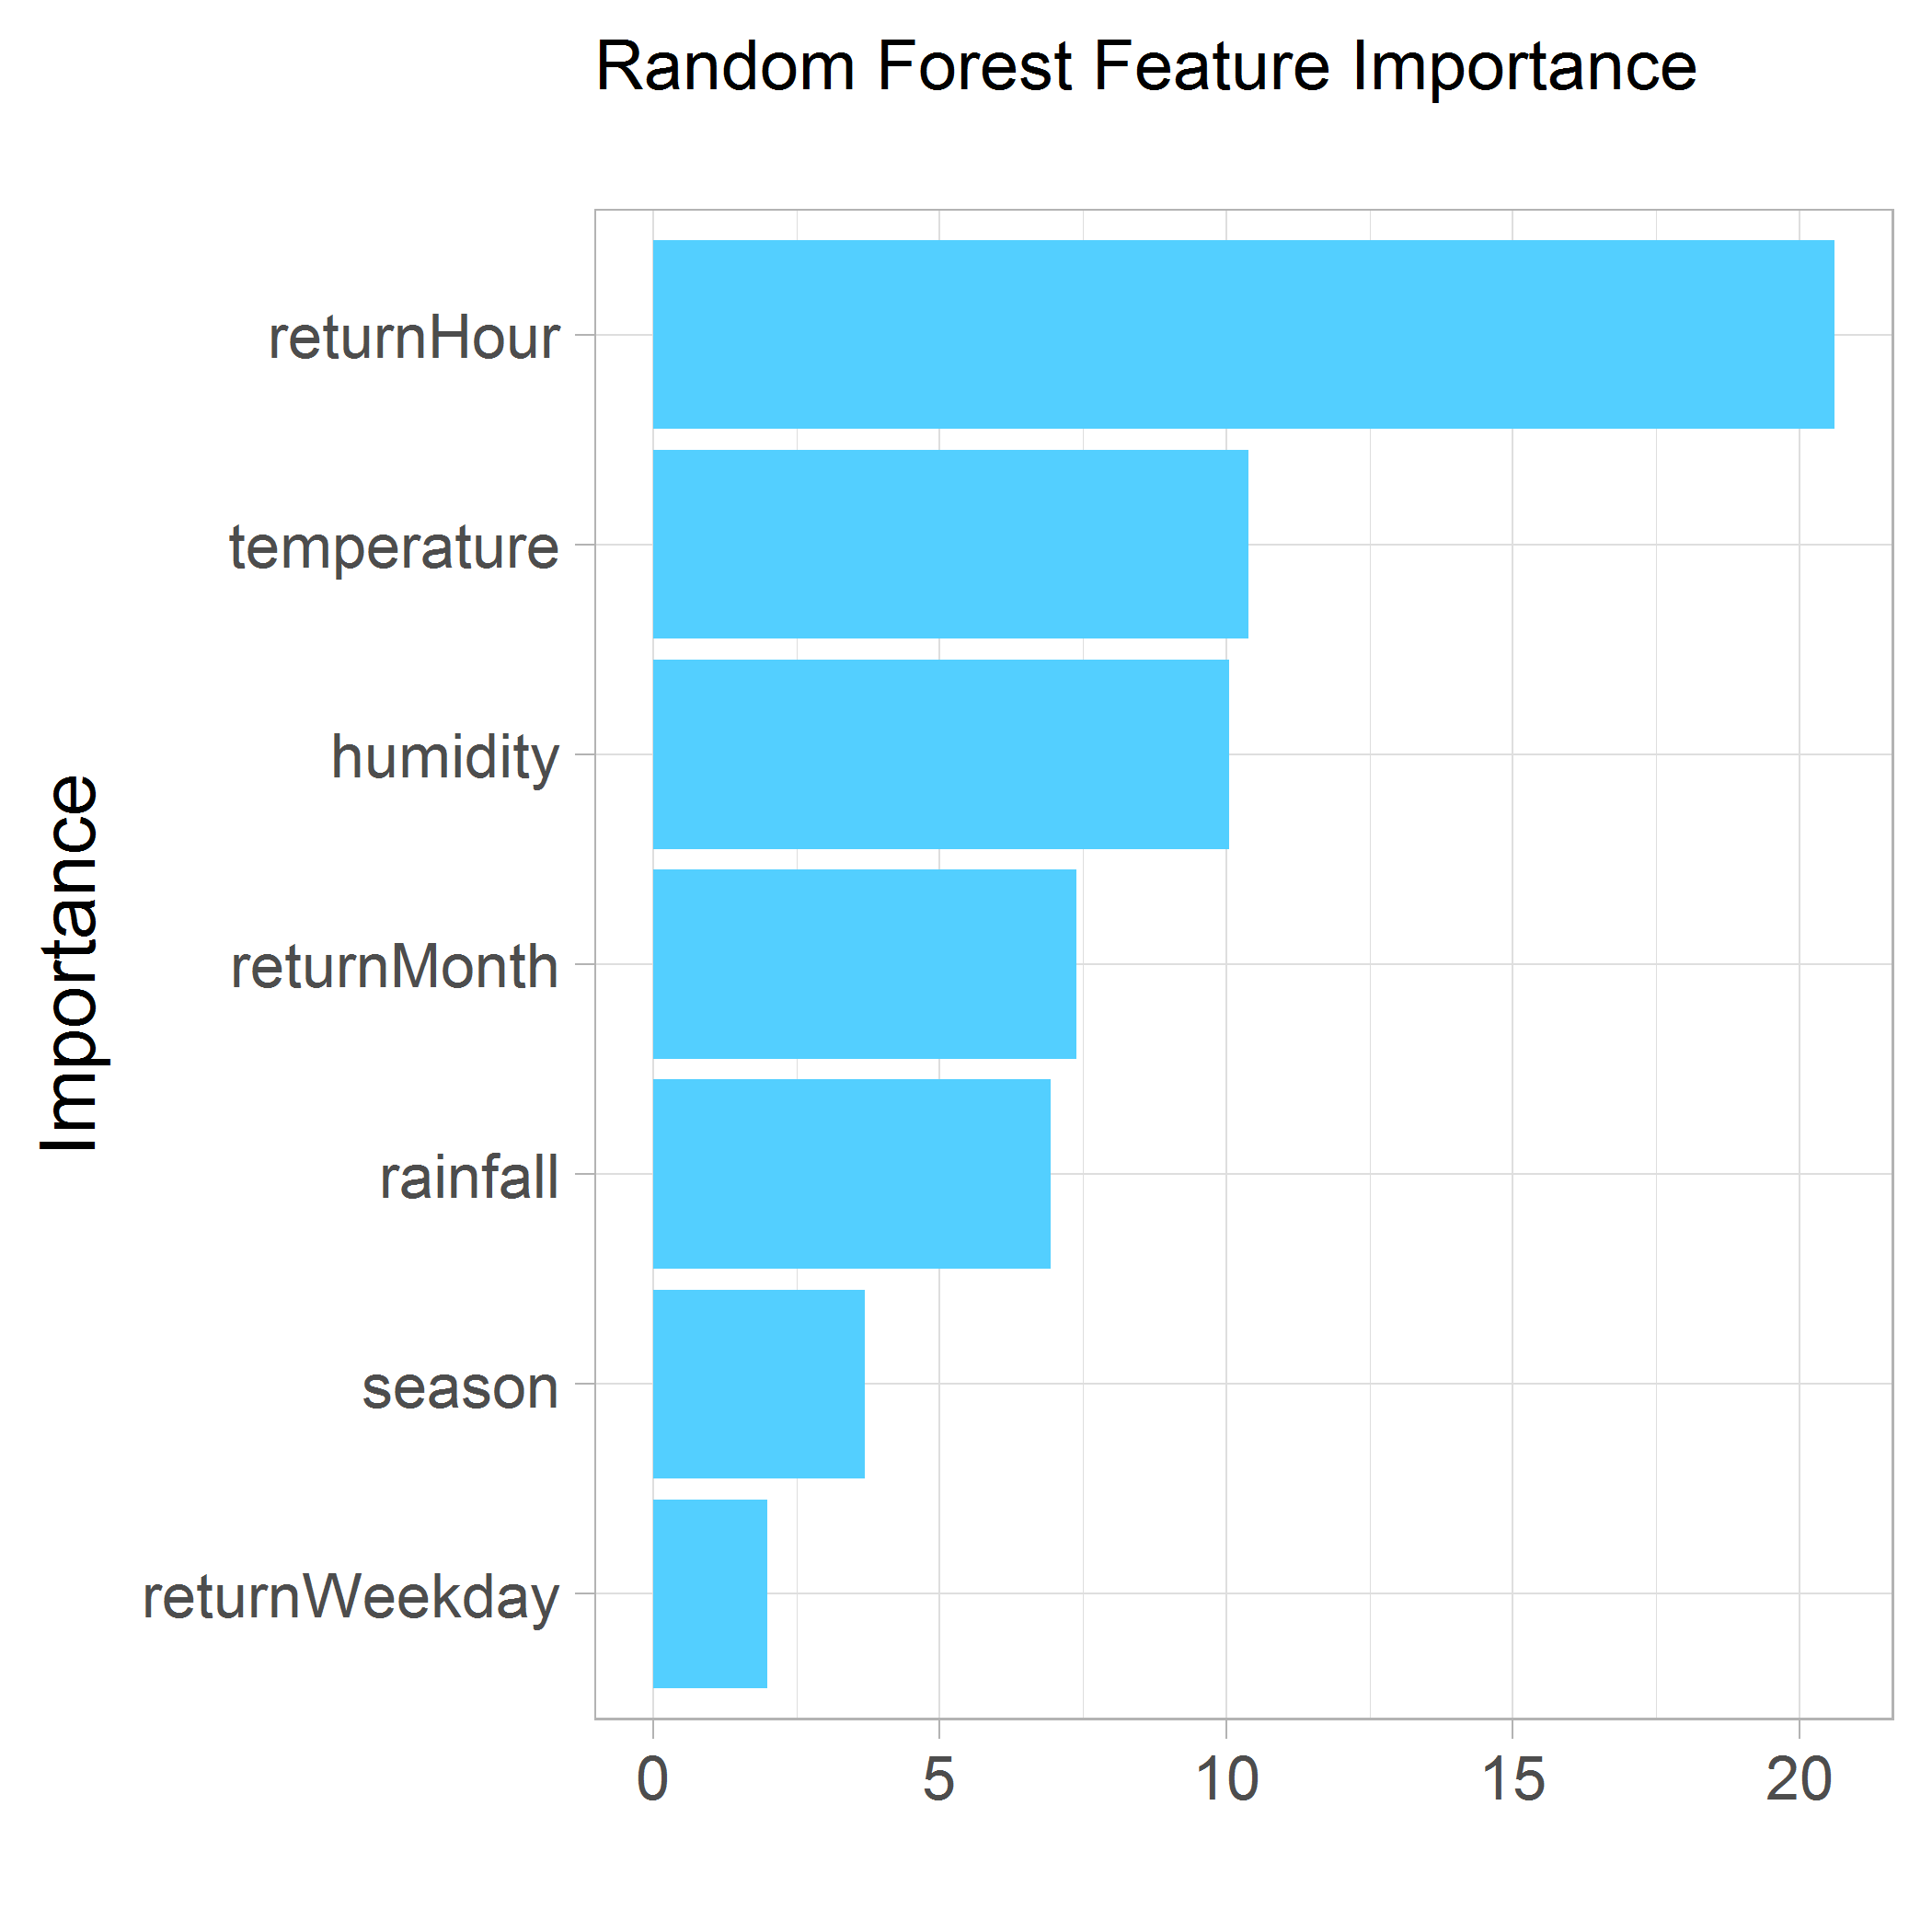 Random Forest Feature Importance
Importance
returnHour
temperature
humidity
returnMonth
rainfall
season
returnWeekday
0 5 10 15 20